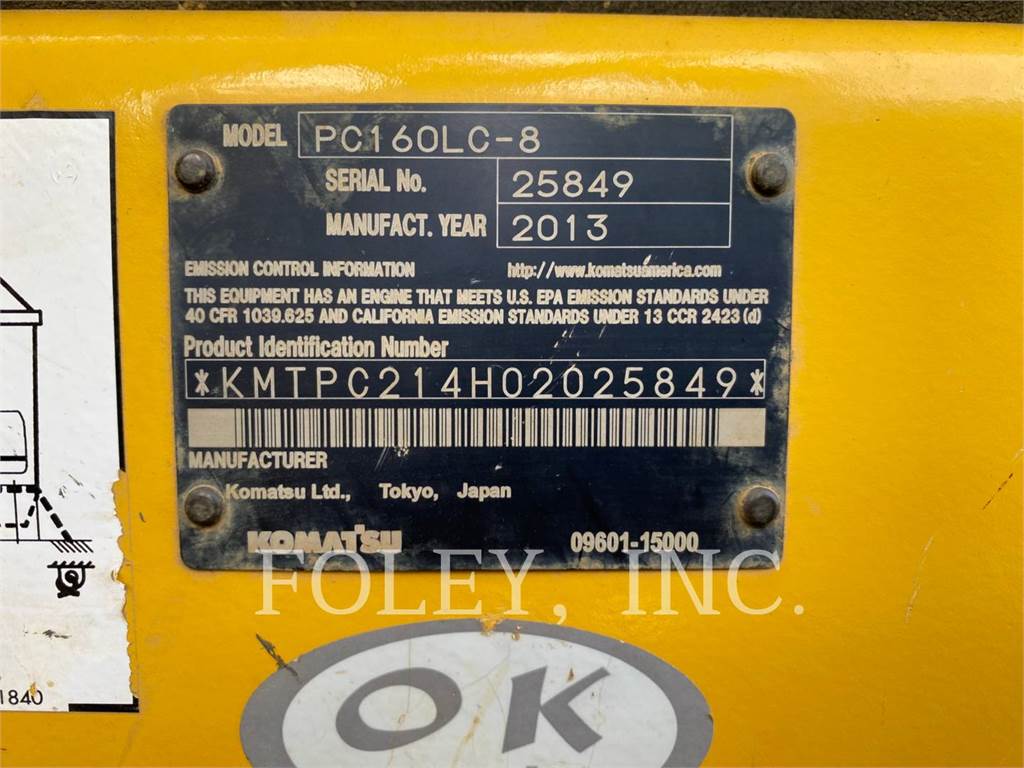 MODEL PC160LC-8
SERIAL No. 25849
MANUFACT. YEAR 2013
EMISSION CONTROL INFORMATION http://www.komatsuamerica.com
THIS EQUIPMENT HAS AN ENGINE THAT MEETS U.S. EPA EMISSION STANDARDS UNDER
40 CFR 1039.625 AND CALIFORNIA EMISSION STANDARDS UNDER 13 CCR 2423 (d)
Product Identification Number
*KMTPC214H02025849*
MANUFACTURER
Komatsu Ltd., Tokyo, Japan
KOMATSU 09601-15000
FOLEY, INC.
1840
OK